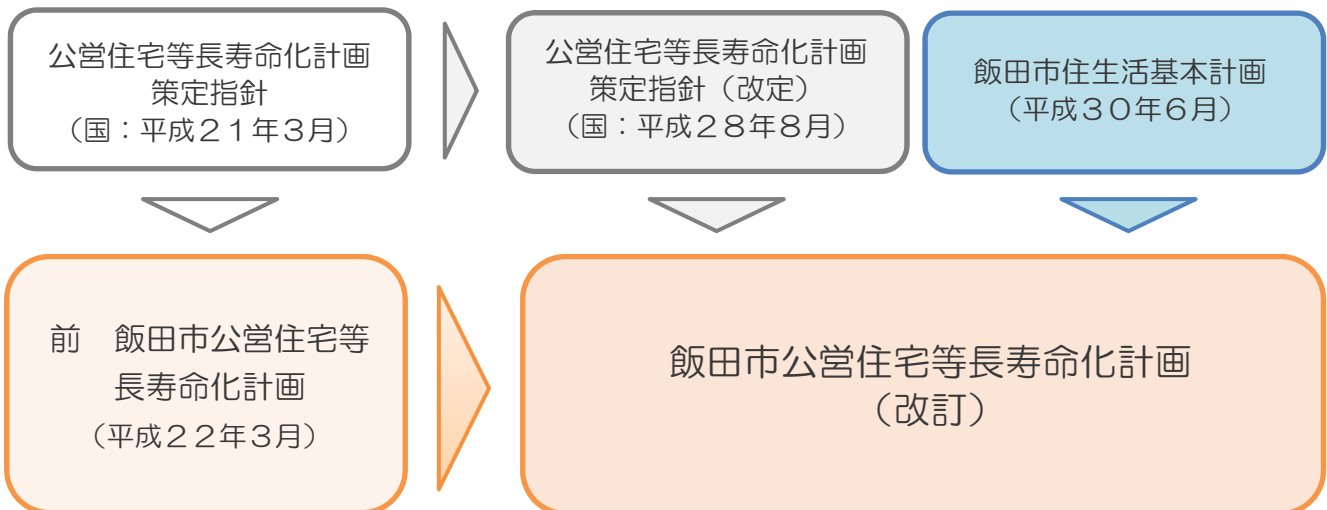 公営住宅等長寿命化計画
策定指針
（国：平成２１年３月）
公営住宅等長寿命化計画
策定指針（改定）
（国：平成２８年８月）
飯田市住生活基本計画
（平成３０年６月）
前　飯田市公営住宅等
長寿命化計画
（平成２２年３月）
飯田市公営住宅等長寿命化計画
（改訂）